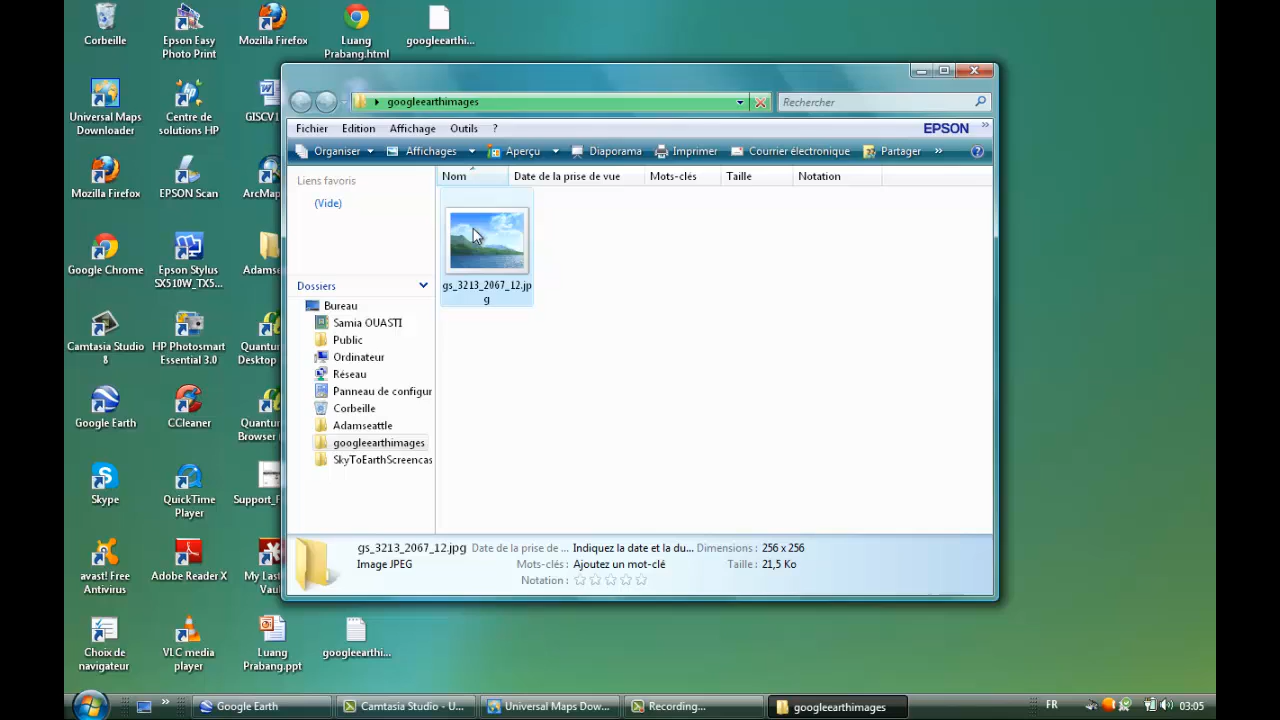 Corbeille
Epson Easy
Photo Print
Mozilla Firefox
Luang
Prabang.html
googleearthi...
Universal Maps
Downloader
Centre de
solutions HP
Mozilla Firefox
EPSON Scan
ArcMap
Google Chrome
Epson Stylus
SX510W_TX5...
Adamse
Camtasia Studio
8
HP Photosmart
Essential 3.0
Quantu
Desktop
Google Earth
CCleaner
Quantu
Browser
Skype
QuickTime
Player
Support_F
avast! Free
Antivirus
Adobe Reader X
My Las
Vau
Choix de
navigateur
VLC media
player
Luang
Prabang.ppt
googleearthi...
googleearthimages
Rechercher
Fichier Edition Affichage Outils ?
EPSON »
Organiser Affichages Aperçu Diaporama Imprimer Courrier électronique Partager »
Liens favoris
(Vide)
Dossiers
Bureau
Samia OUASTI
Public
Ordinateur
Réseau
Panneau de configur
Corbeille
Adamseattle
googleearthimages
SkyToEarthScreencas
Nom Date de la prise de vue Mots-clés Taille Notation
gs_3213_2067_12.jp
g
gs_3213_2067_12.jpg Date de la prise de ... Indiquez la date et la du... Dimensions : 256 x 256
Image JPEG Mots-clés : Ajoutez un mot-clé Taille : 21,5 Ko
Notation :
» Google Earth Camtasia Studio - U... Universal Maps Dow... Recording... googleearthimages FR 03:05